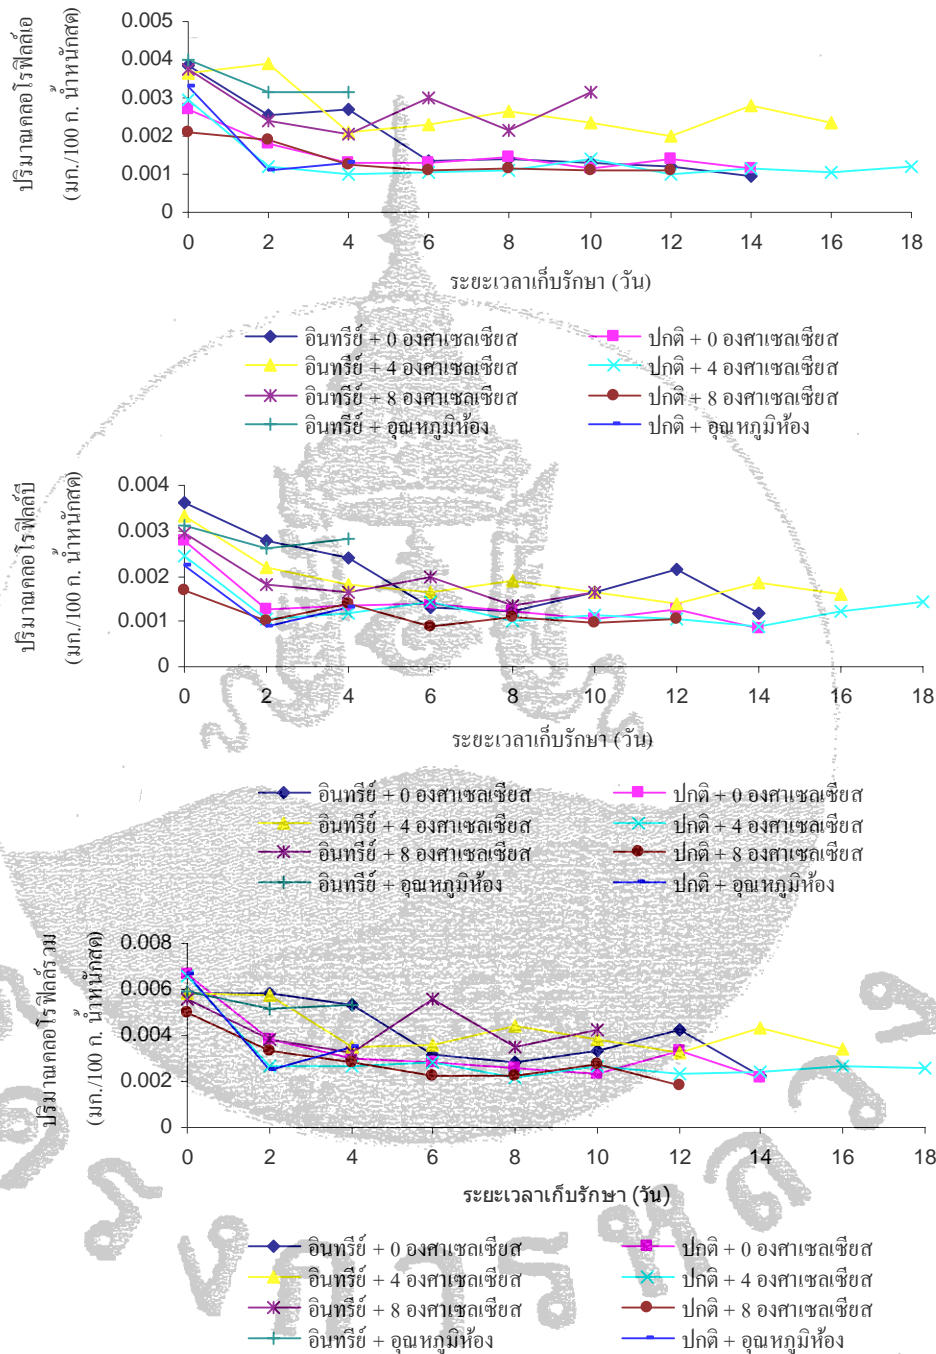 ปริมาณคลอโรฟิลล์เอ
(มก./100 ก. น้ำหนักสด)
0.005
0.004
0.003
0.002
0.001
0
0 2 4 6 8 10 12 14 16 18
ระยะเวลาเก็บรักษา (วัน)
อินทรีย์ + 0 องศาเซลเซียส ปกติ + 0 องศาเซลเซียส
อินทรีย์ + 4 องศาเซลเซียส ปกติ + 4 องศาเซลเซียส
อินทรีย์ + 8 องศาเซลเซียส ปกติ + 8 องศาเซลเซียส
อินทรีย์ + อุณหภูมิห้อง ปกติ + อุณหภูมิห้อง
ปริมาณคลอโรฟิลล์บี
(มก./100 ก. น้ำหนักสด)
0.004
0.003
0.002
0.001
0
0 2 4 6 8 10 12 14 16 18
ระยะเวลาเก็บรักษา (วัน)
อินทรีย์ + 0 องศาเซลเซียส ปกติ + 0 องศาเซลเซียส
อินทรีย์ + 4 องศาเซลเซียส ปกติ + 4 องศาเซลเซียส
อินทรีย์ + 8 องศาเซลเซียส ปกติ + 8 องศาเซลเซียส
อินทรีย์ + อุณหภูมิห้อง ปกติ + อุณหภูมิห้อง
ปริมาณคลอโรฟิลล์รวม
(มก./100 ก. น้ำหนักสด)
0.008
0.006
0.004
0.002
0
0 2 4 6 8 10 12 14 16 18
ระยะเวลาเก็บรักษา (วัน)
อินทรีย์ + 0 องศาเซลเซียส ปกติ + 0 องศาเซลเซียส
อินทรีย์ + 4 องศาเซลเซียส ปกติ + 4 องศาเซลเซียส
อินทรีย์ + 8 องศาเซลเซียส ปกติ + 8 องศาเซลเซียส
อินทรีย์ + อุณหภูมิห้อง ปกติ + อุณหภูมิห้อง